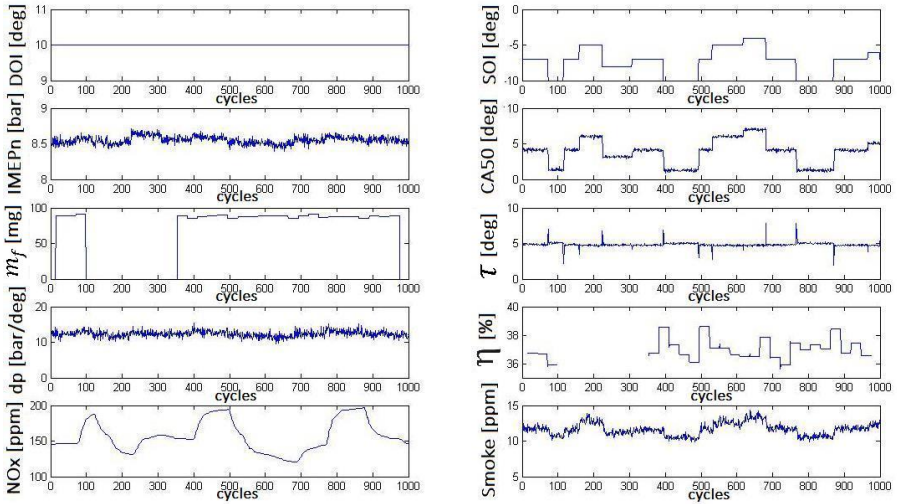 DOI [deg]
11
10
9
0 100 200 300 400 500 600 700 800 900 1000
cycles
SOI [deg]
0
-5
-10
0 100 200 300 400 500 600 700 800 900 1000
cycles
IMEPn [bar]
9
8.5
8
0 100 200 300 400 500 600 700 800 900 1000
cycles
CA50 [deg]
10
5
0
0 100 200 300 400 500 600 700 800 900 1000
cycles
m_f [mg]
100
50
0
0 100 200 300 400 500 600 700 800 900 1000
cycles
τ [deg]
10
5
0
0 100 200 300 400 500 600 700 800 900 1000
cycles
dp [bar/deg]
20
10
0
0 100 200 300 400 500 600 700 800 900 1000
cycles
η [%]
40
38
36
0 100 200 300 400 500 600 700 800 900 1000
cycles
NOx [ppm]
200
150
100
0 100 200 300 400 500 600 700 800 900 1000
cycles
Smoke [ppm]
15
10
5
0 100 200 300 400 500 600 700 800 900 1000
cycles